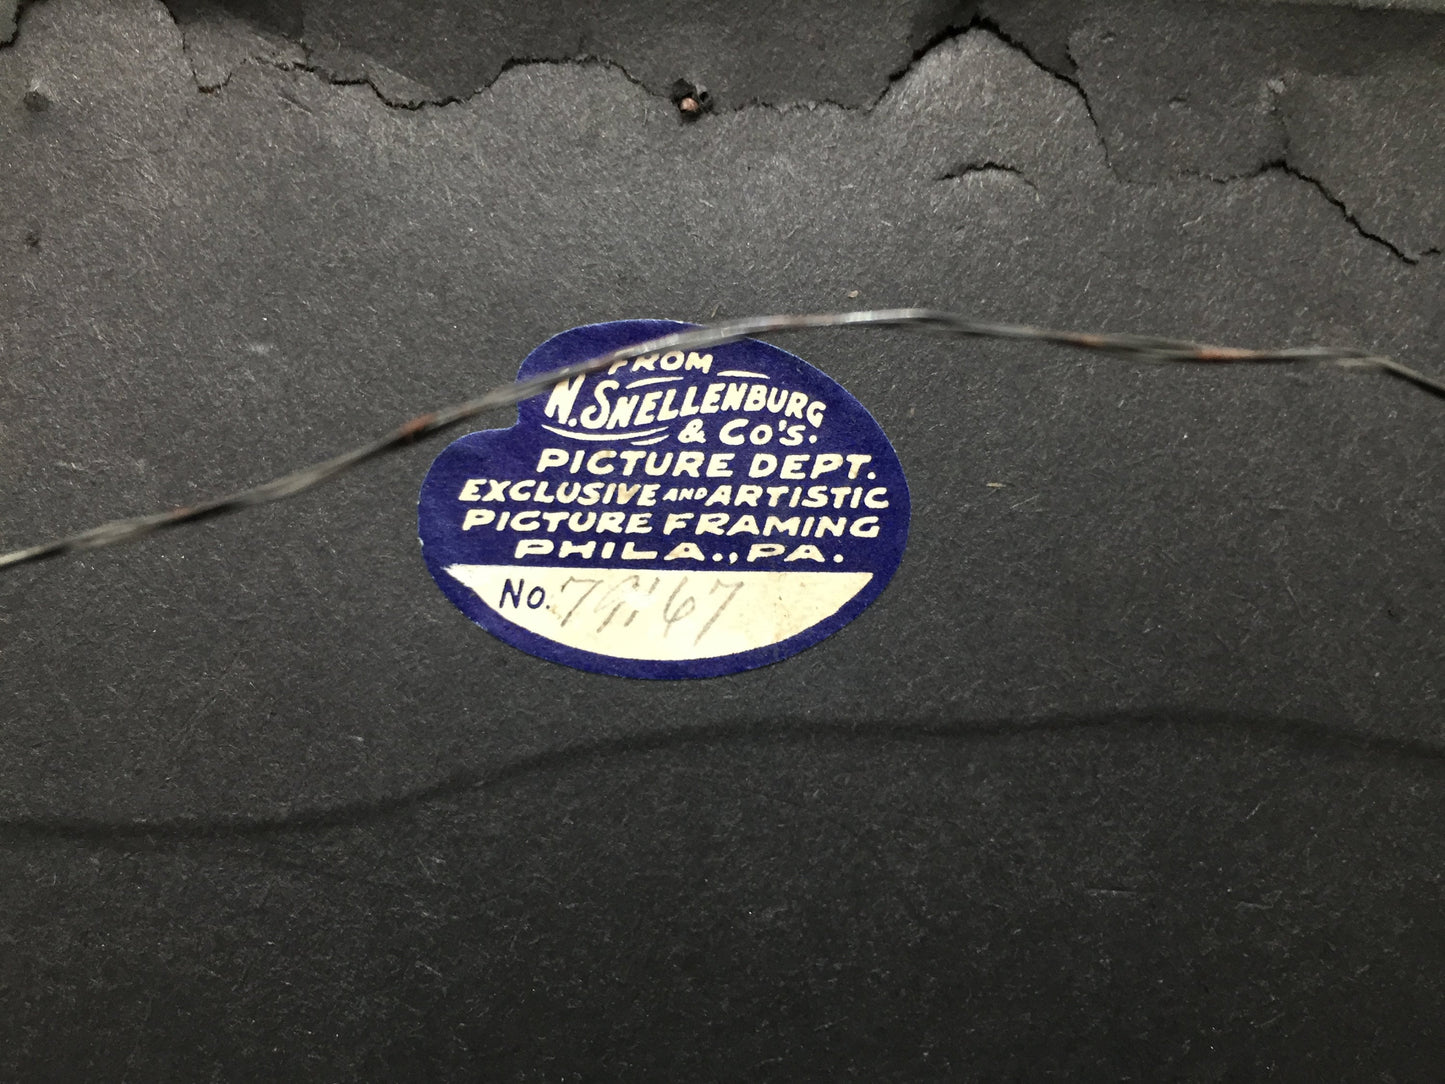 FROM
N. SNELLENBURG
& CO'S.
PICTURE DEPT.
EXCLUSIVE AND ARTISTIC
PICTURE FRAMING
PHILA., PA.
No.